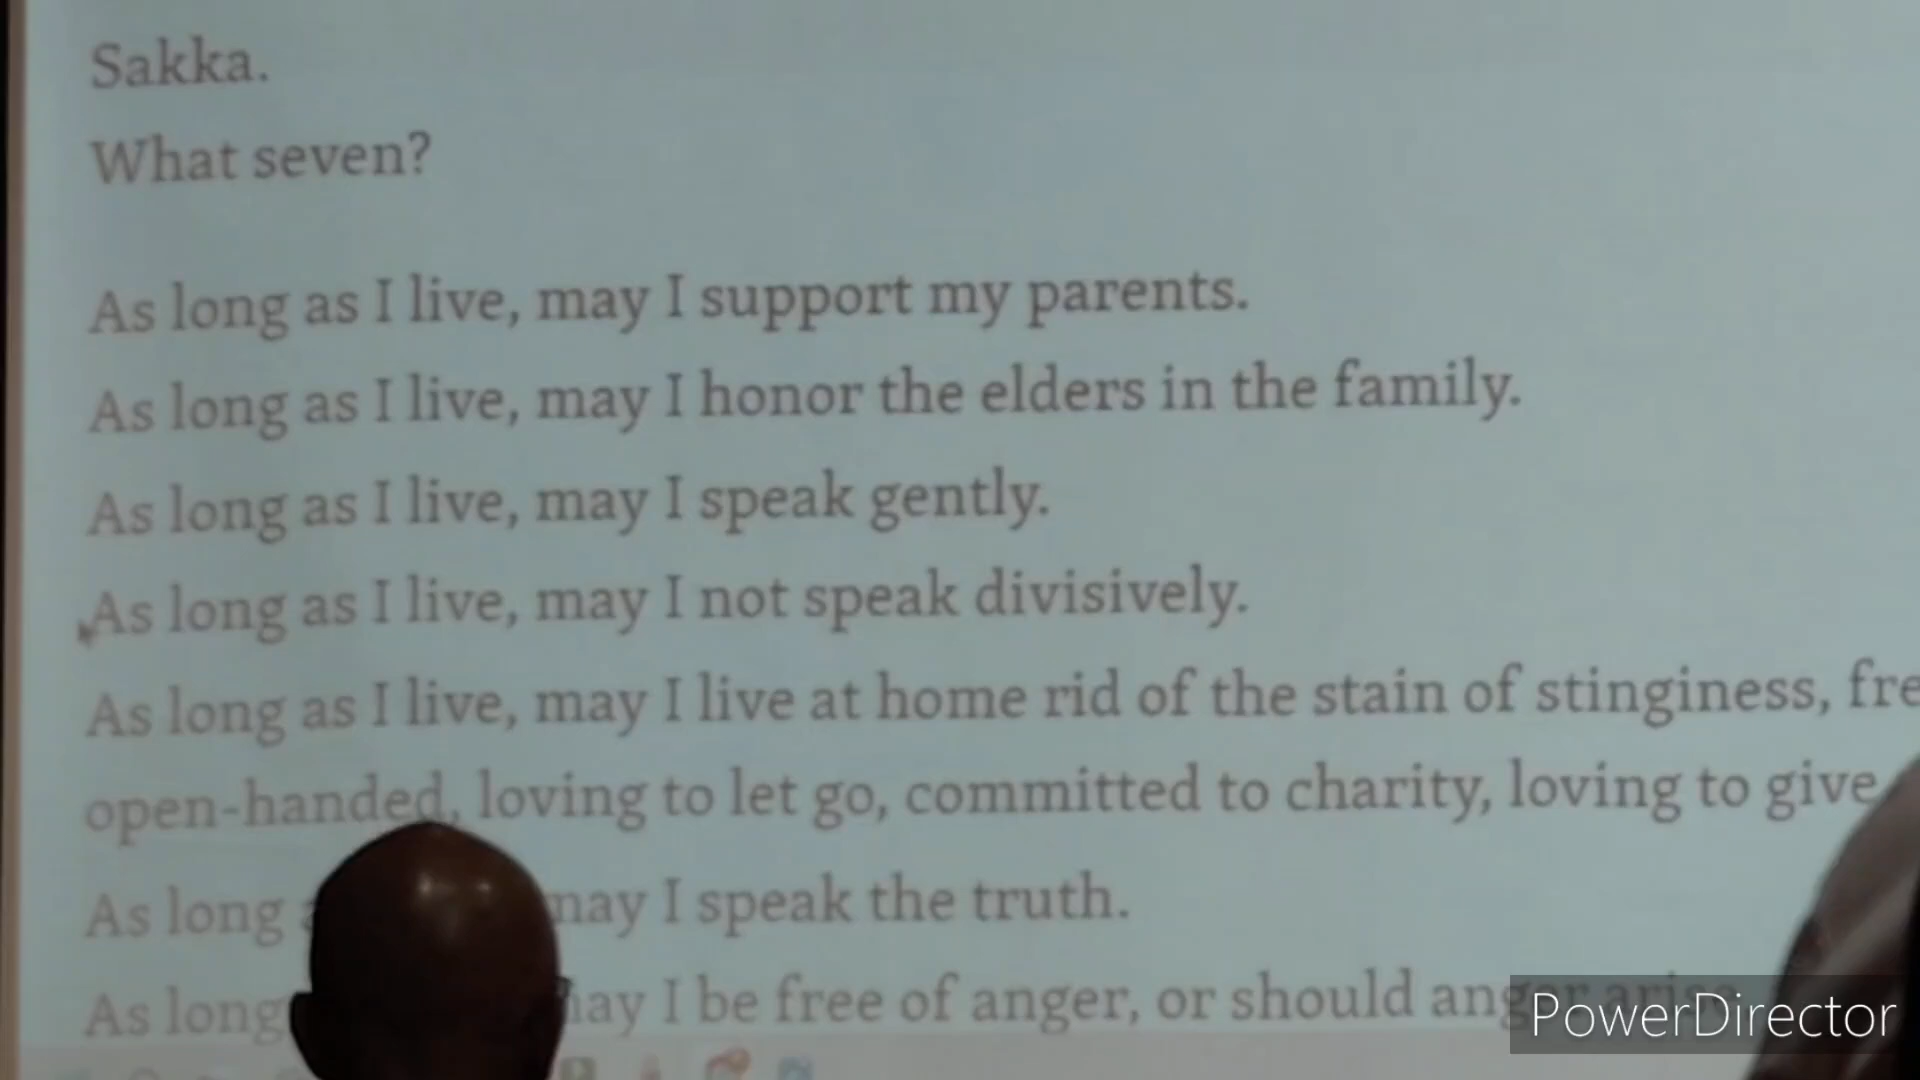 Sakka.
What seven?
As long as I live, may I support my parents.
As long as I live, may I honor the elders in the family.
As long as I live, may I speak gently.
As long as I live, may I not speak divisively.
As long as I live, may I live at home rid of the stain of stinginess,
open-handed, loving to let go, committed to charity, loving to give
As long may I speak the truth.
As long may I be free of anger, or should anger
PowerDirector